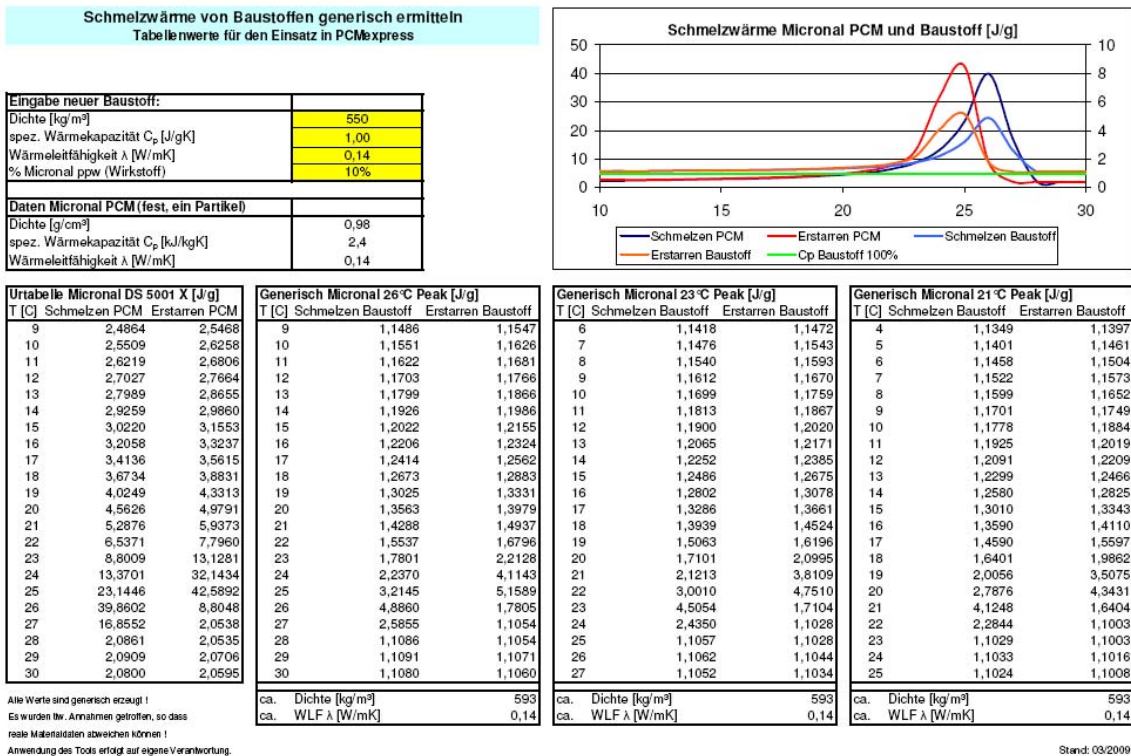 Schmelzwärme von Baustoffen generisch ermitteln
Tabellenwerte für den Einsatz in PCMexpress
Eingabe neuer Baustoff:
Dichte [kg/m³] 550
spez. Wärmekapazität Cp [J/gK] 1,00
Wärmeleitfähigkeit λ [W/mK] 0,14
% Micronal ppw (Wirkstoff) 10%
Daten Micronal PCM (fest, ein Partikel)
Dichte [g/cm³] 0,98
spez. Wärmekapazität Cp [kJ/kgK] 2,4
Wärmeleitfähigkeit λ [W/mK] 0,14
Schmelzwärme Micronal PCM und Baustoff [J/g]
50 10
40 8
30 6
20 4
10 2
0 0
10 15 20 25 30
Schmelzen PCM Erstarren PCM Schmelzen Baustoff
Erstarren Baustoff Cp Baustoff 100%
Urtabelle Micronal DS 5001 X [J/g]
T [C] Schmelzen PCM Erstarren PCM
9 2,4864 2,5468
10 2,5509 2,6258
11 2,6219 2,6806
12 2,7027 2,7664
13 2,7989 2,8655
14 2,9259 2,9860
15 3,0220 3,1553
16 3,2058 3,3237
17 3,4136 3,5615
18 3,6734 3,8831
19 4,0249 4,3313
20 4,5626 4,9791
21 5,2876 5,9373
22 6,5371 7,7960
23 8,8009 13,1281
24 13,3701 32,1434
25 23,1446 42,5892
26 39,8602 8,8048
27 16,8552 2,0538
28 2,0861 2,0535
29 2,0909 2,0706
30 2,0800 2,0595
Generisch Micronal 26°C Peak [J/g]
T [C] Schmelzen Baustoff Erstarren Baustoff
9 1,1486 1,1547
10 1,1551 1,1626
11 1,1622 1,1681
12 1,1703 1,1766
13 1,1799 1,1866
14 1,1926 1,1986
15 1,2022 1,2155
16 1,2206 1,2324
17 1,2414 1,2562
18 1,2673 1,2883
19 1,3025 1,3331
20 1,3563 1,3979
21 1,4288 1,4937
22 1,5537 1,6796
23 1,7801 2,2128
24 2,2370 4,1143
25 3,2145 5,1589
26 4,8860 1,7805
27 2,5855 1,1054
28 1,1086 1,1054
29 1,1091 1,1071
30 1,1080 1,1060
ca. Dichte [kg/m³] 593
ca. WLF λ [W/mK] 0,14
Generisch Micronal 23°C Peak [J/g]
T [C] Schmelzen Baustoff Erstarren Baustoff
6 1,1418 1,1472
7 1,1476 1,1543
8 1,1540 1,1593
9 1,1612 1,1670
10 1,1699 1,1759
11 1,1813 1,1867
12 1,1900 1,2020
13 1,2065 1,2171
14 1,2252 1,2385
15 1,2486 1,2675
16 1,2802 1,3078
17 1,3286 1,3661
18 1,3939 1,4524
19 1,5063 1,6196
20 1,7101 2,0995
21 2,1213 3,8109
22 3,0010 4,7510
23 4,5054 1,7104
24 2,4350 1,1028
25 1,1057 1,1028
26 1,1062 1,1044
27 1,1052 1,1034
ca. Dichte [kg/m³] 593
ca. WLF λ [W/mK] 0,14
Generisch Micronal 21°C Peak [J/g]
T [C] Schmelzen Baustoff Erstarren Baustoff
4 1,1349 1,1397
5 1,1401 1,1461
6 1,1458 1,1504
7 1,1522 1,1573
8 1,1599 1,1652
9 1,1701 1,1749
10 1,1778 1,1884
11 1,1925 1,2019
12 1,2091 1,2209
13 1,2299 1,2466
14 1,2580 1,2825
15 1,3010 1,3343
16 1,3590 1,4110
17 1,4590 1,5597
18 1,6401 1,9862
19 2,0056 3,5075
20 2,7876 4,3431
21 4,1248 1,6404
22 2,2844 1,1003
23 1,1029 1,1003
24 1,1033 1,1016
25 1,1024 1,1008
ca. Dichte [kg/m³] 593
ca. WLF λ [W/mK] 0,14
Alle Werte sind generisch erzeugt !
Es wurden tlw. Annahmen getroffen, so dass
reale Materialdaten abweichen können !
Anwendung des Tools erfolgt auf eigene Verantwortung.
Stand: 03/2009